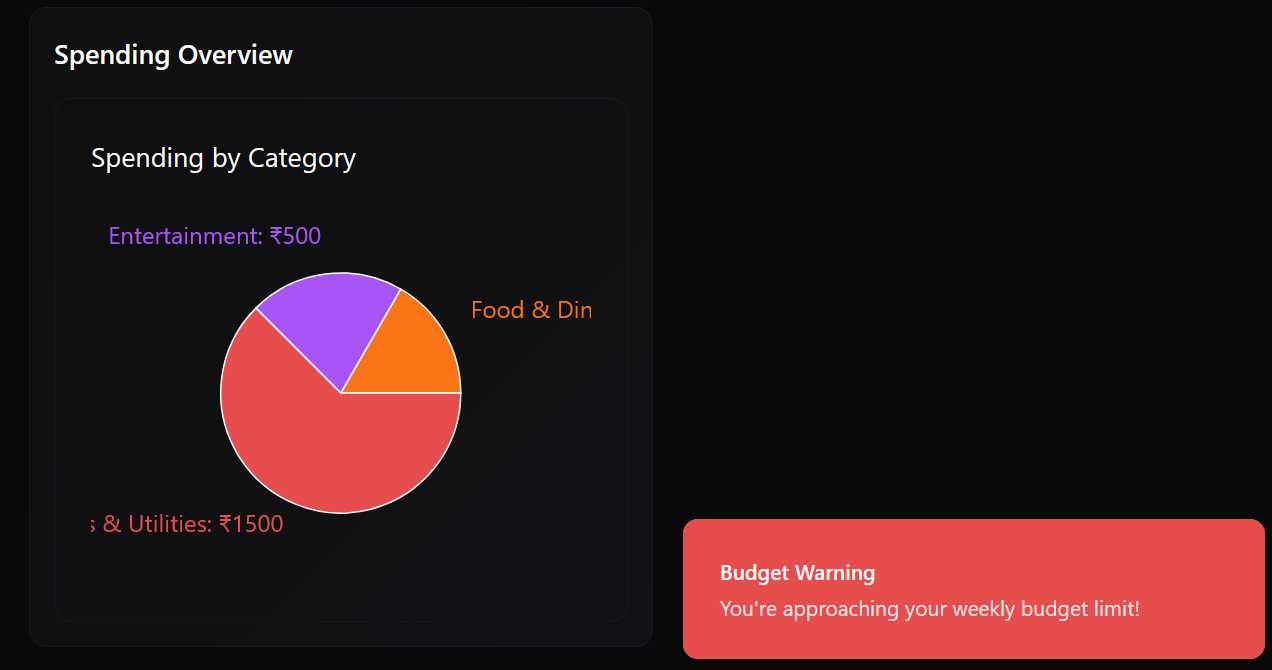 Spending Overview
Spending by Category
Entertainment: ₹500
Food & Din
& Utilities: ₹1500
Budget Warning
You're approaching your weekly budget limit!